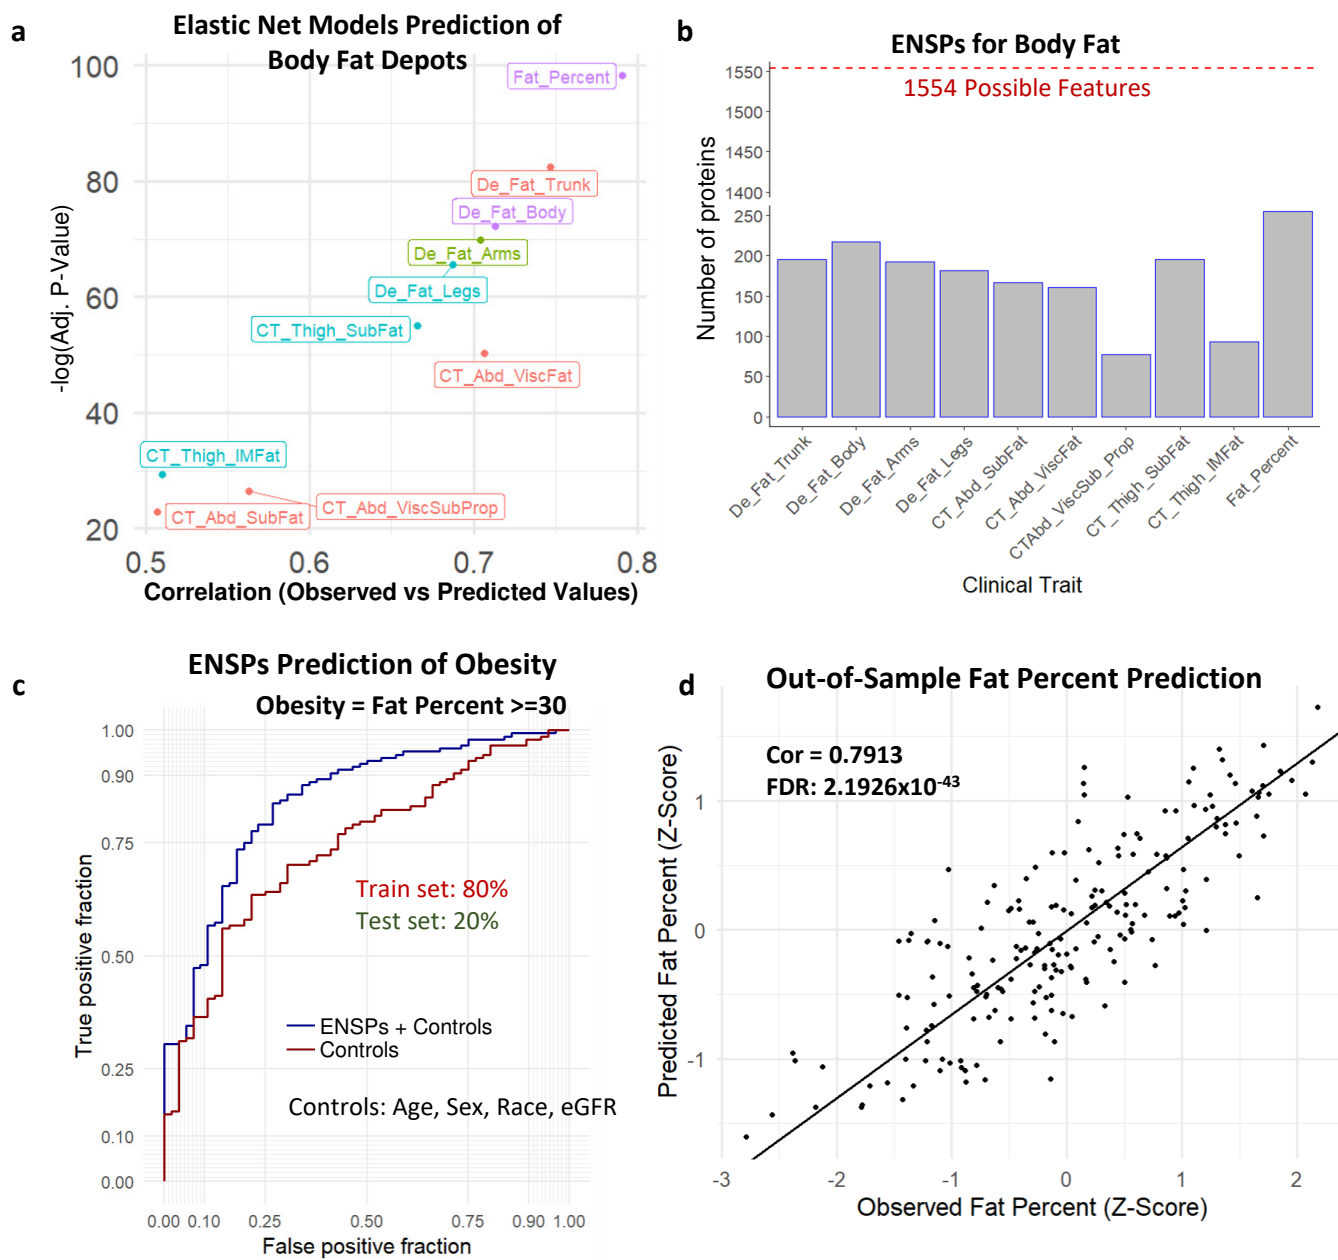 a
Elastic Net Models Prediction of
Body Fat Depots
-log(Adj. P-Value)
100
80
60
40
20
Fat_Percent
De_Fat_Trunk
De_Fat_Body
De_Fat_Arms
De_Fat_Legs
CT_Thigh_SubFat
CT_Abd_ViscFat
CT_Thigh_IMFat
CT_Abd_ViscSubProp
CT_Abd_SubFat
0.5 0.6 0.7 0.8
Correlation (Observed vs Predicted Values)
b
ENSPs for Body Fat
1554 Possible Features
Number of proteins
1550
1500
1450
1400
250
200
150
100
50
0
De_Fat_Trunk
De_Fat_Body
De_Fat_Arms
De_Fat_Legs
CT_Abd_SubFat
CT_Abd_ViscFat
CTAbd_ViscSub_Prop
CT_Thigh_SubFat
CT_Thigh_IMFat
Fat_Percent
Clinical Trait
c
ENSPs Prediction of Obesity
Obesity = Fat Percent >=30
True positive fraction
1.00
0.90
0.75
0.50
0.25
0.10
0.00
Train set: 80%
Test set: 20%
ENSPs + Controls
Controls
Controls: Age, Sex, Race, eGFR
0.00 0.10 0.25 0.50 0.75 0.90 1.00
False positive fraction
d
Out-of-Sample Fat Percent Prediction
Cor = 0.7913
FDR: 2.1926x10⁻⁴³
Predicted Fat Percent (Z-Score)
1
0
-1
-3 -2 -1 0 1 2
Observed Fat Percent (Z-Score)